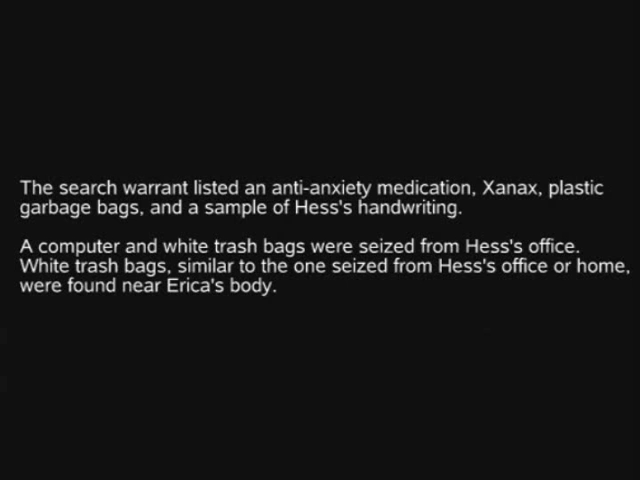 The search warrant listed an anti-anxiety medication, Xanax, plastic
garbage bags, and a sample of Hess's handwriting.
A computer and white trash bags were seized from Hess's office.
White trash bags, similar to the one seized from Hess's office or home,
were found near Erica's body.